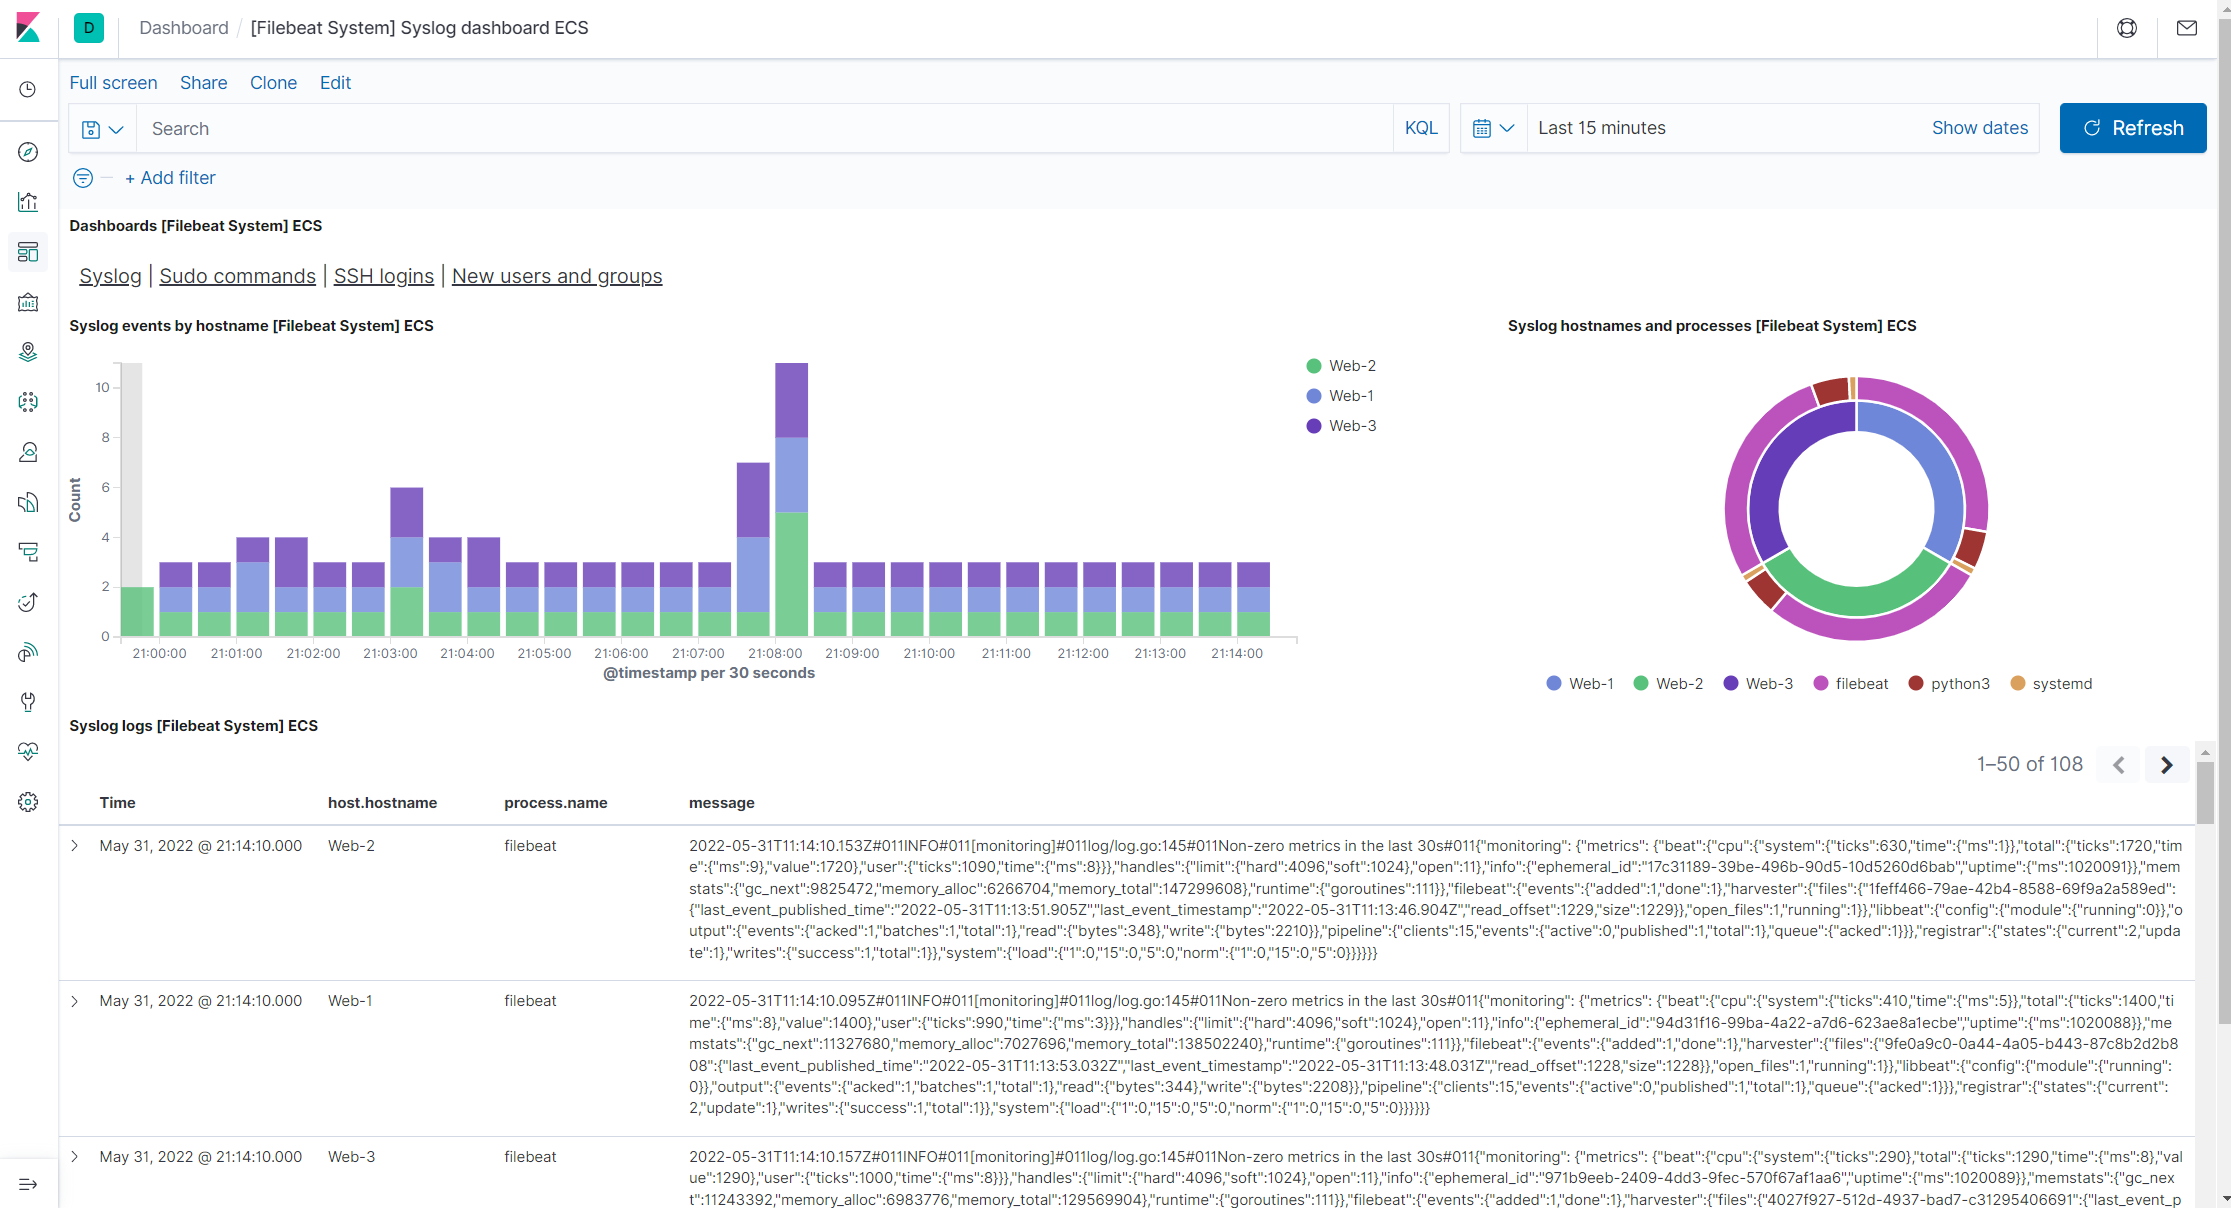 D Dashboard / [Filebeat System] Syslog dashboard ECS
Full screen Share Clone Edit
Search KQL Last 15 minutes Show dates Refresh
+ Add filter
Dashboards [Filebeat System] ECS
Syslog | Sudo commands | SSH logins | New users and groups
Syslog events by hostname [Filebeat System] ECS
Count
10
8
6
4
2
0
21:00:00 21:01:00 21:02:00 21:03:00 21:04:00 21:05:00 21:06:00 21:07:00 21:08:00 21:09:00 21:10:00 21:11:00 21:12:00 21:13:00 21:14:00
@timestamp per 30 seconds
Web-2
Web-1
Web-3
Syslog hostnames and processes [Filebeat System] ECS
Web-1 Web-2 Web-3 filebeat python3 systemd
Syslog logs [Filebeat System] ECS
1–50 of 108
Time host.hostname process.name message
May 31, 2022 @ 21:14:10.000 Web-2 filebeat 2022-05-31T11:14:10.153Z#011INFO#011[monitoring]#011log/log.go:145#011Non-zero metrics in the last 30s#011{"monitoring": {"metrics": {"beat":{"cpu":{"system":{"ticks":630,"time":{"ms":1}},"total":{"ticks":1720,"tim
e":{"ms":9},"value":1720},"user":{"ticks":1090,"time":{"ms":8}}},"handles":{"limit":{"hard":4096,"soft":1024},"open":11},"info":{"ephemeral_id":"17c31189-39be-496b-90d5-10d5260d6bab","uptime":{"ms":1020091}},"mem
stats":{"gc_next":9825472,"memory_alloc":6266704,"memory_total":147299608},"runtime":{"goroutines":111}},"filebeat":{"events":{"added":1,"done":1},"harvester":{"files":{"1feff466-79ae-42b4-8588-69f9a2a589ed":
{"last_event_published_time":"2022-05-31T11:13:51.905Z","last_event_timestamp":"2022-05-31T11:13:46.904Z","read_offset":1229,"size":1229}},"open_files":1,"running":1}},"libbeat":{"config":{"module":{"running":0}},"o
utput":{"events":{"acked":1,"batches":1,"total":1},"read":{"bytes":348},"write":{"bytes":2210}},"pipeline":{"clients":15,"events":{"active":0,"published":1,"total":1},"queue":{"acked":1}}},"registrar":{"states":{"current":2,"upda
te":1},"writes":{"success":1,"total":1}},"system":{"load":{"1":0,"15":0,"5":0,"norm":{"1":0,"15":0,"5":0}}}}}}
May 31, 2022 @ 21:14:10.000 Web-1 filebeat 2022-05-31T11:14:10.095Z#011INFO#011[monitoring]#011log/log.go:145#011Non-zero metrics in the last 30s#011{"monitoring": {"metrics": {"beat":{"cpu":{"system":{"ticks":410,"time":{"ms":5}},"total":{"ticks":1400,"ti
me":{"ms":8},"value":1400},"user":{"ticks":990,"time":{"ms":3}}},"handles":{"limit":{"hard":4096,"soft":1024},"open":11},"info":{"ephemeral_id":"94d31f16-99ba-4a22-a7d6-623ae8a1ecbe","uptime":{"ms":1020088}},"me
mstats":{"gc_next":11327680,"memory_alloc":7027696,"memory_total":138502240},"runtime":{"goroutines":111}},"filebeat":{"events":{"added":1,"done":1},"harvester":{"files":{"9fe0a9c0-0a44-4a05-b443-87c8b2d2b8
08":{"last_event_published_time":"2022-05-31T11:13:53.032Z","last_event_timestamp":"2022-05-31T11:13:48.031Z","read_offset":1228,"size":1228}},"open_files":1,"running":1}},"libbeat":{"config":{"module":{"running":
0}},"output":{"events":{"acked":1,"batches":1,"total":1},"read":{"bytes":344},"write":{"bytes":2208}},"pipeline":{"clients":15,"events":{"active":0,"published":1,"total":1},"queue":{"acked":1}}},"registrar":{"states":{"current":
2,"update":1},"writes":{"success":1,"total":1}},"system":{"load":{"1":0,"15":0,"5":0,"norm":{"1":0,"15":0,"5":0}}}}}}
May 31, 2022 @ 21:14:10.000 Web-3 filebeat 2022-05-31T11:14:10.157Z#011INFO#011[monitoring]#011log/log.go:145#011Non-zero metrics in the last 30s#011{"monitoring": {"metrics": {"beat":{"cpu":{"system":{"ticks":290},"total":{"ticks":1290,"time":{"ms":8},"val
ue":1290},"user":{"ticks":1000,"time":{"ms":8}}},"handles":{"limit":{"hard":4096,"soft":1024},"open":11},"info":{"ephemeral_id":"971b9eeb-2409-4dd3-9fec-570f67af1aa6","uptime":{"ms":1020089}},"memstats":{"gc_nex
t":11243392,"memory_alloc":6983776,"memory_total":129569904},"runtime":{"goroutines":111}},"filebeat":{"events":{"added":1,"done":1},"harvester":{"files":{"4027f927-512d-4937-bad7-c31295406691":{"last_event_p